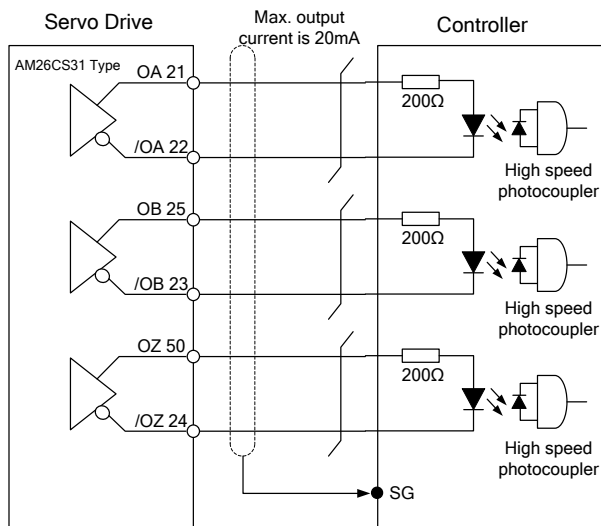 Servo Drive
Max. output
current is 20mA
Controller
AM26CS31 Type
OA 21
200Ω
/OA 22
High speed
photocoupler
OB 25
200Ω
/OB 23
High speed
photocoupler
OZ 50
200Ω
/OZ 24
High speed
photocoupler
SG